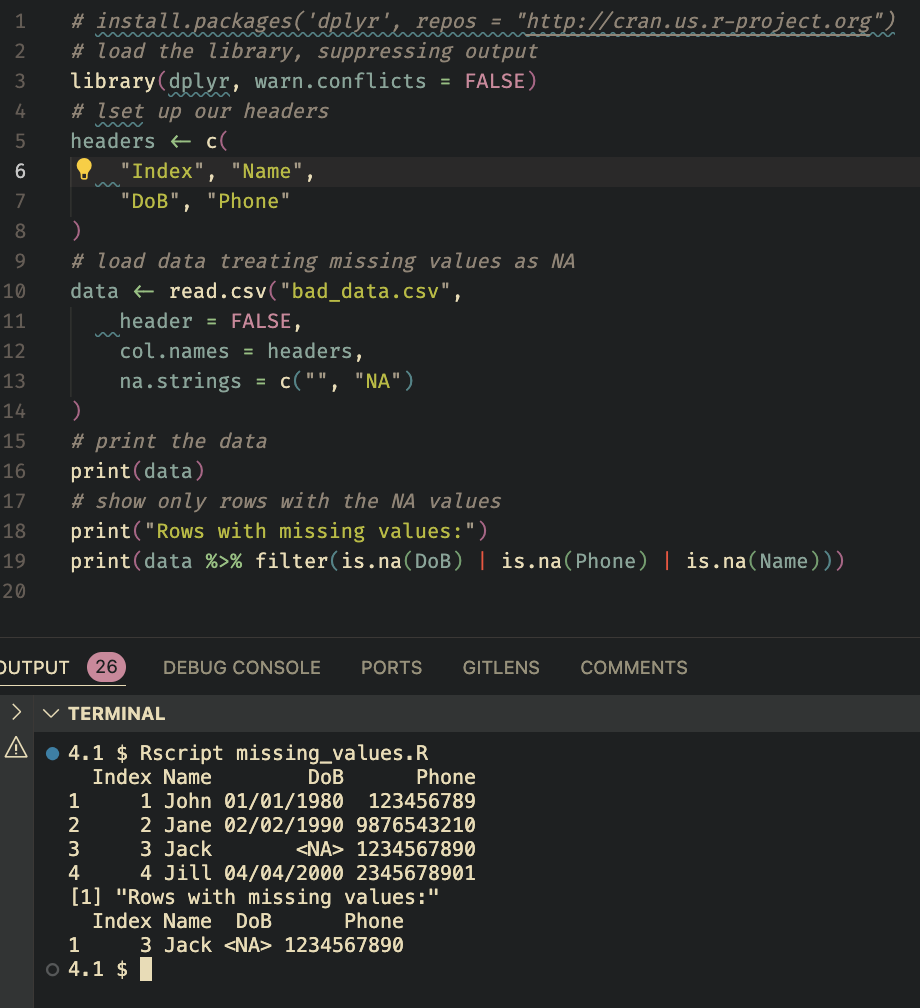 1 # install.packages('dplyr', repos = "http://cran.us.r-project.org")
2 # load the library, suppressing output
3 library(dplyr, warn.conflicts = FALSE)
4 # lset up our headers
5 headers <- c(
6 "Index", "Name",
7 "DoB", "Phone"
8 )
9 # load data treating missing values as NA
10 data <- read.csv("bad_data.csv",
11 header = FALSE,
12 col.names = headers,
13 na.strings = c("", "NA")
14 )
15 # print the data
16 print(data)
17 # show only rows with the NA values
18 print("Rows with missing values:")
19 print(data %>% filter(is.na(DoB) | is.na(Phone) | is.na(Name)))
20
OUTPUT 26 DEBUG CONSOLE PORTS GITLENS COMMENTS
TERMINAL
4.1 $ Rscript missing_values.R
Index Name DoB Phone
1 1 John 01/01/1980 123456789
2 2 Jane 02/02/1990 9876543210
3 3 Jack <NA> 1234567890
4 4 Jill 04/04/2000 2345678901
[1] "Rows with missing values:"
Index Name DoB Phone
1 3 Jack <NA> 1234567890
4.1 $